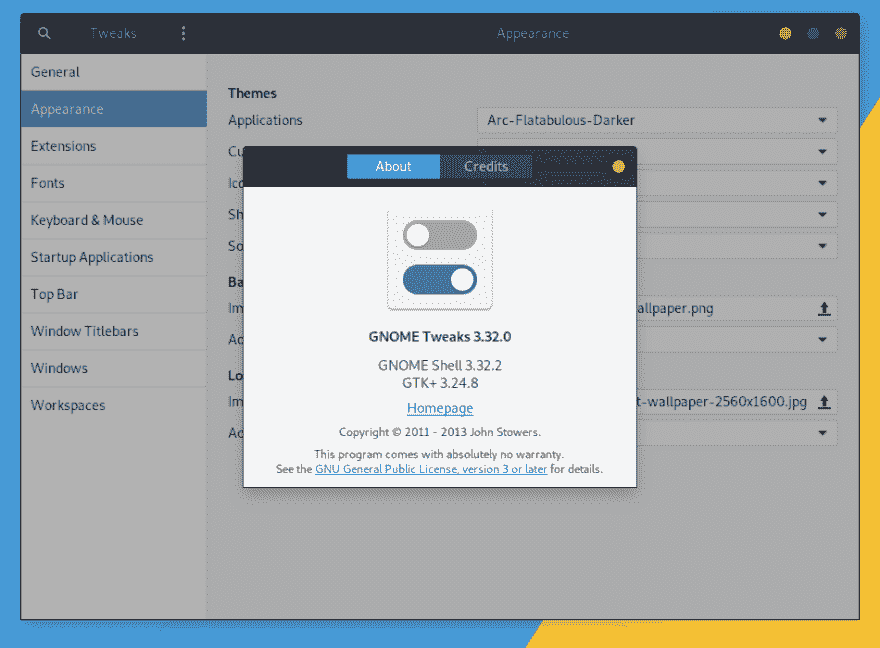 Tweaks
Appearance
General
Appearance
Extensions
Fonts
Keyboard & Mouse
Startup Applications
Top Bar
Window Titlebars
Windows
Workspaces
Themes
Applications
Arc-Flatabulous-Darker
Cu
Ico
Sh
So
Ba
Im
allpaper.png
Ad
Lo
Im
t-wallpaper-2560x1600.jpg
Ad
About
Credits
GNOME Tweaks 3.32.0
GNOME Shell 3.32.2
GTK+ 3.24.8
Homepage
Copyright © 2011 - 2013 John Stowers.
This program comes with absolutely no warranty.
See the GNU General Public License, version 3 or later for details.